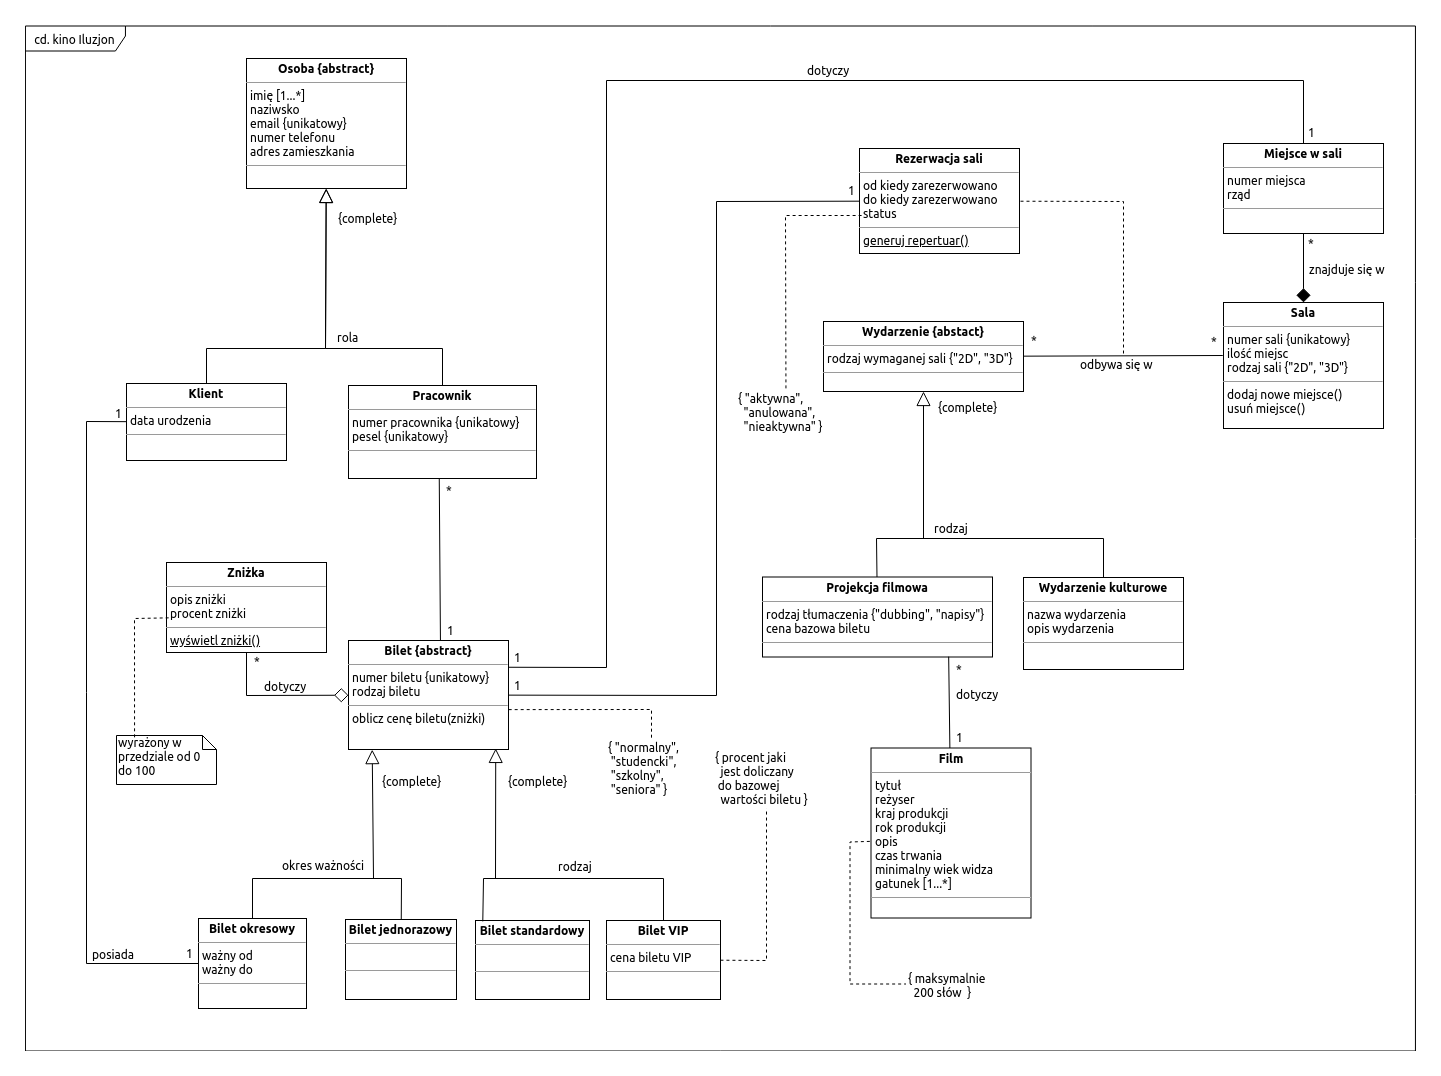 cd. kino Iluzjon
Osoba {abstract}
imię [1...*]
naziwsko
email {unikatowy}
numer telefonu
adres zamieszkania
{complete}
rola
Klient
data urodzenia
1
Pracownik
numer pracownika {unikatowy}
pesel {unikatowy}
*
1
Zniżka
opis zniżki
procent zniżki
wyświetl zniżki()
*
dotyczy
wyrażony w
przedziale od 0
do 100
Bilet {abstract}
numer biletu {unikatowy}
rodzaj biletu
oblicz cenę biletu(zniżki)
1
1
{complete}
{complete}
{ "normalny",
"studencki",
"szkolny",
"seniora" }
{ procent jaki
jest doliczany
do bazowej
wartości biletu }
okres ważności
rodzaj
posiada
1
Bilet okresowy
ważny od
ważny do
Bilet jednorazowy
Bilet standardowy
Bilet VIP
cena biletu VIP
dotyczy
1
Miejsce w sali
numer miejsca
rząd
*
znajduje się w
Rezerwacja sali
od kiedy zarezerwowano
do kiedy zarezerwowano
status
generuj repertuar()
1
{ "aktywna",
"anulowana",
"nieaktywna" }
Wydarzenie {abstact}
rodzaj wymaganej sali {"2D", "3D"}
*
*
odbywa się w
Sala
numer sali {unikatowy}
ilość miejsc
rodzaj sali {"2D", "3D"}
dodaj nowe miejsce()
usuń miejsce()
{complete}
rodzaj
Projekcja filmowa
rodzaj tłumaczenia {"dubbing", "napisy"}
cena bazowa biletu
Wydarzenie kulturowe
nazwa wydarzenia
opis wydarzenia
*
dotyczy
1
Film
tytuł
reżyser
kraj produkcji
rok produkcji
opis
czas trwania
minimalny wiek widza
gatunek [1...*]
{ maksymalnie
200 słów }